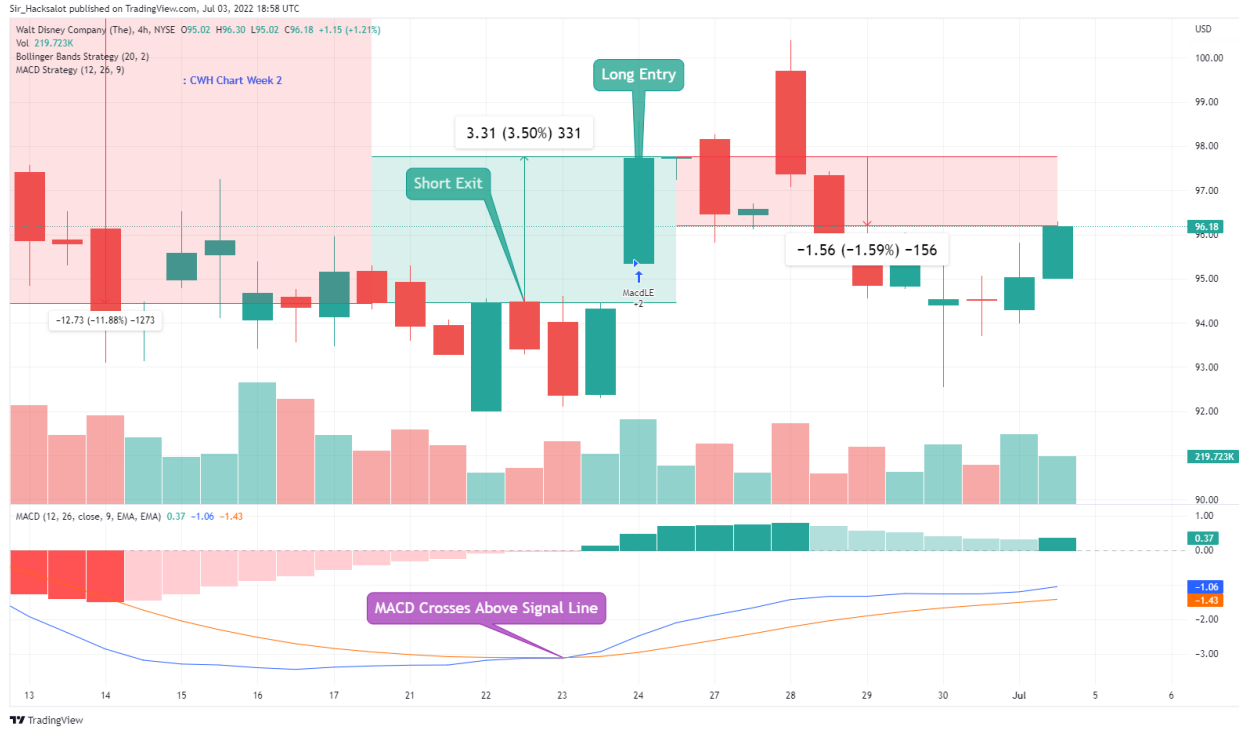 Sir_Hacksalot published on TradingView.com, Jul 03, 2022 18:58 UTC
Walt Disney Company (The), 4h, NYSE O95.02 H96.30 L95.02 C96.18 +1.15 (+1.21%)
Vol 219.723K
Bollinger Bands Strategy (20, 2)
MACD Strategy (12, 26, 9)
: CWH Chart Week 2
USD
Long Entry
3.31 (3.50%) 331
Short Exit
−1.56 (−1.59%) −156
MacdLE
+2
−12.73 (−11.88%) −1273
100.00
99.00
98.00
97.00
96.18
96.00
95.00
94.00
93.00
92.00
219.723K
90.00
MACD (12, 26, close, 9, EMA, EMA) 0.37 −1.06 −1.43
1.00
0.37
0.00
−1.06
−1.43
−2.00
−3.00
MACD Crosses Above Signal Line
13 14 15 16 17 21 22 23 24 27 28 29 30 Jul 5 6
TradingView